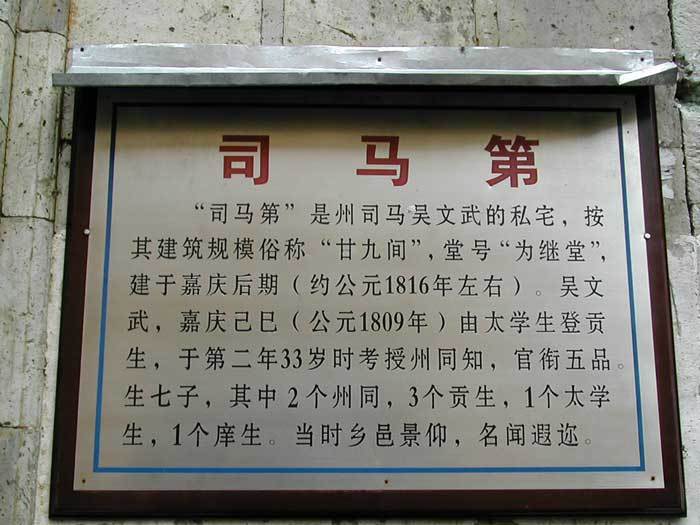 司马第
“司马第”是州司马吴文武的私宅，按
其建筑规模俗称“甘九间”，堂号“为继堂”，
建于嘉庆后期（约公元1816年左右）。吴文
武，嘉庆己巳（公元1809年）由太学生登贡
生，于第二年33岁时考授州同知，官衔五品。
生七子，其中2个州同，3个贡生，1个太学
生，1个庠生。当时乡邑景仰，名闻遐迩。